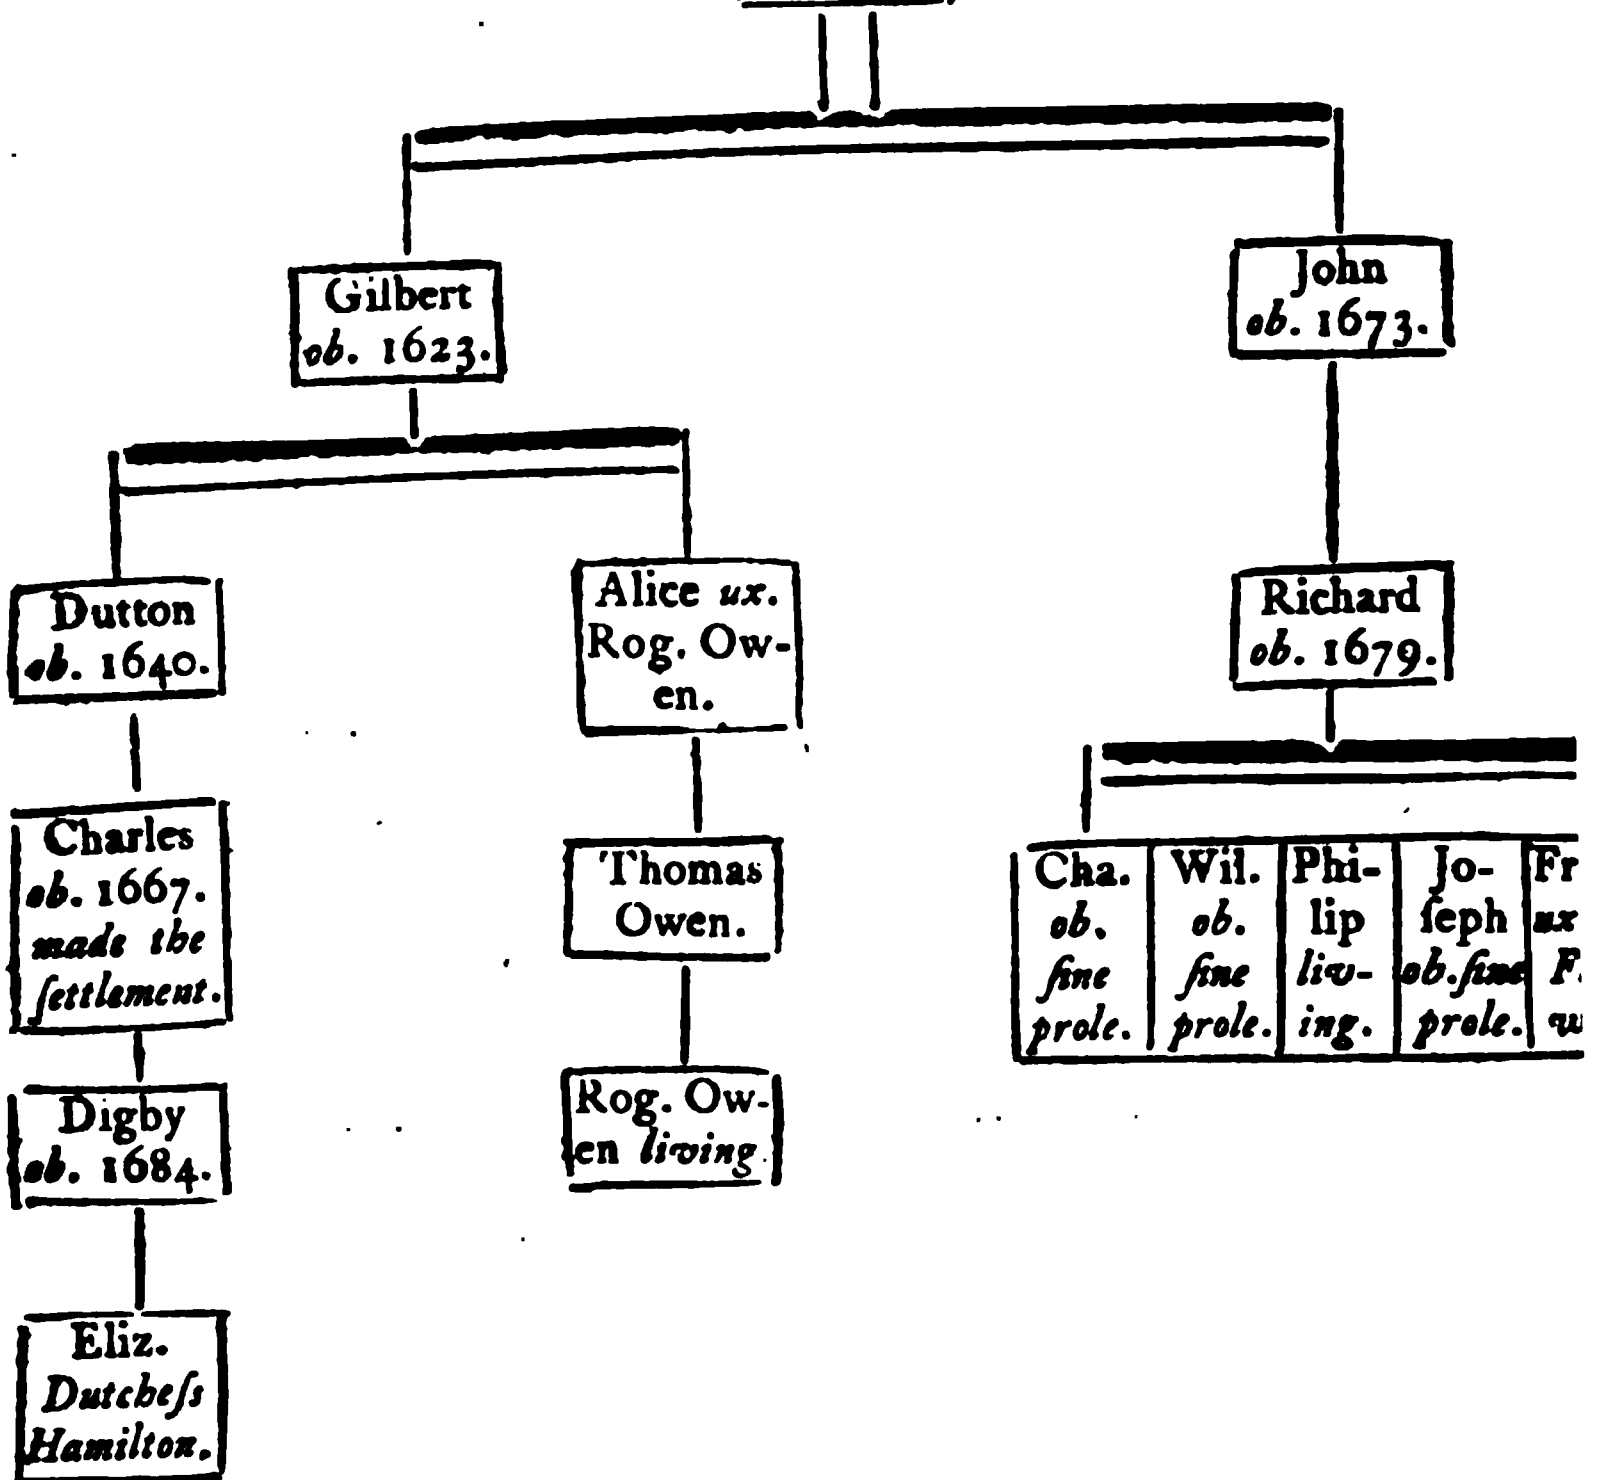 Gilbert
ob. 1623.
John
ob. 1673.
Dutton
ob. 1640.
Alice ux.
Rog. Ow-
en.
Richard
ob. 1679.
Charles
ob. 1667.
made the
ſettlement.
Thomas
Owen.
Cha.
ob.
ſine
prole.
Wil.
ob.
ſine
prole.
Phi-
lip
liv-
ing.
Jo-
ſeph
ob. ſine
prole.
Fr
ux
F.
w
Digby
ob. 1684.
Rog. Ow-
en living
Eliz.
Dutcheſs
Hamilton.